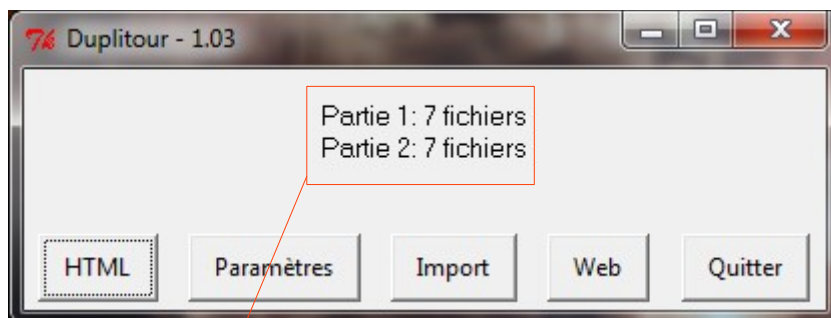 Duplitour - 1.03
Partie 1: 7 fichiers
Partie 2: 7 fichiers
HTML Paramètres Import Web Quitter